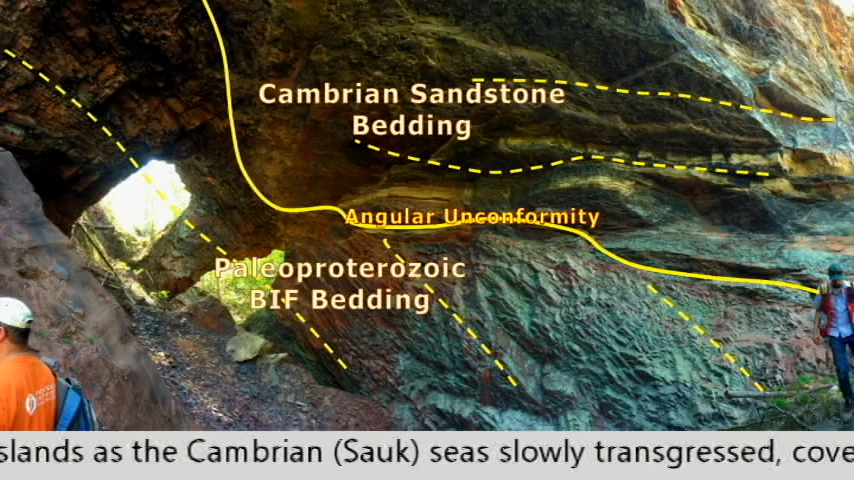 Cambrian Sandstone
Bedding
Angular Unconformity
Paleoproterozoic
BIF Bedding
slands as the Cambrian (Sauk) seas slowly transgressed, cove